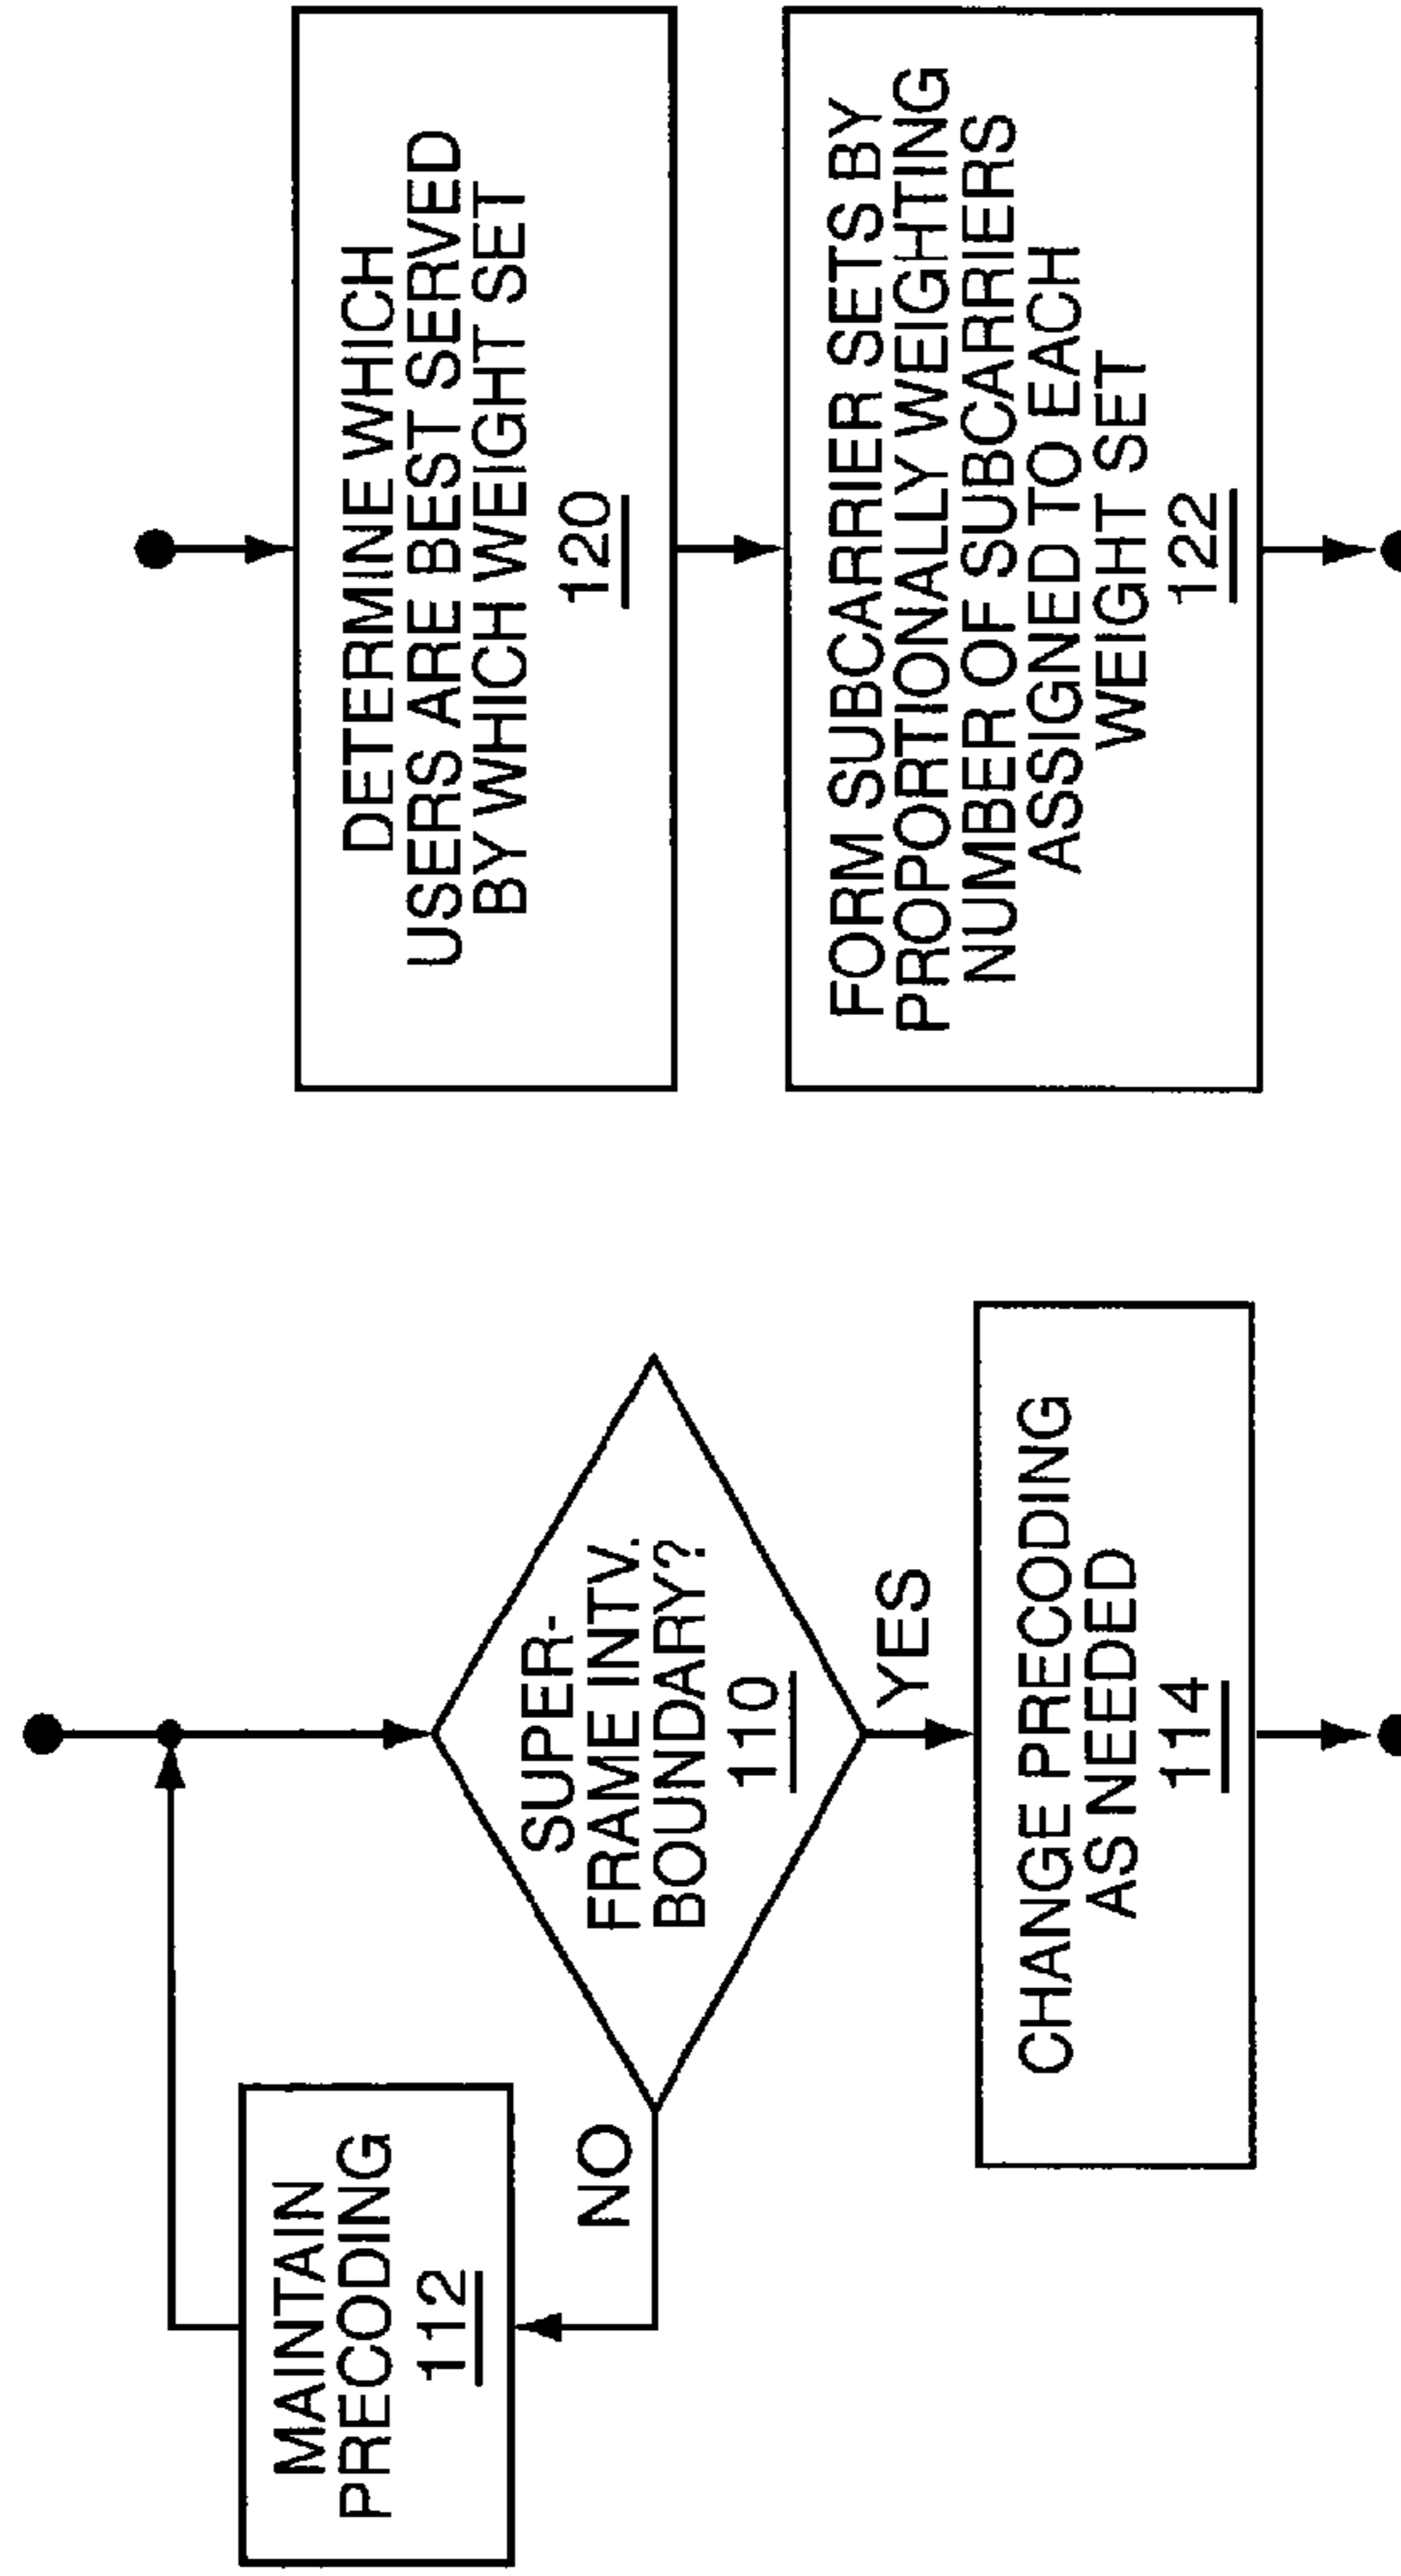 MAINTAIN
PRECODING
112
NO
SUPER-
FRAME INTV.
BOUNDARY?
110
YES
CHANGE PRECODING
AS NEEDED
114
DETERMINE WHICH
USERS ARE BEST SERVED
BY WHICH WEIGHT SET
120
FORM SUBCARRIER SETS BY
PROPORTIONALLY WEIGHTING
NUMBER OF SUBCARRIERS
ASSIGNED TO EACH
WEIGHT SET
122